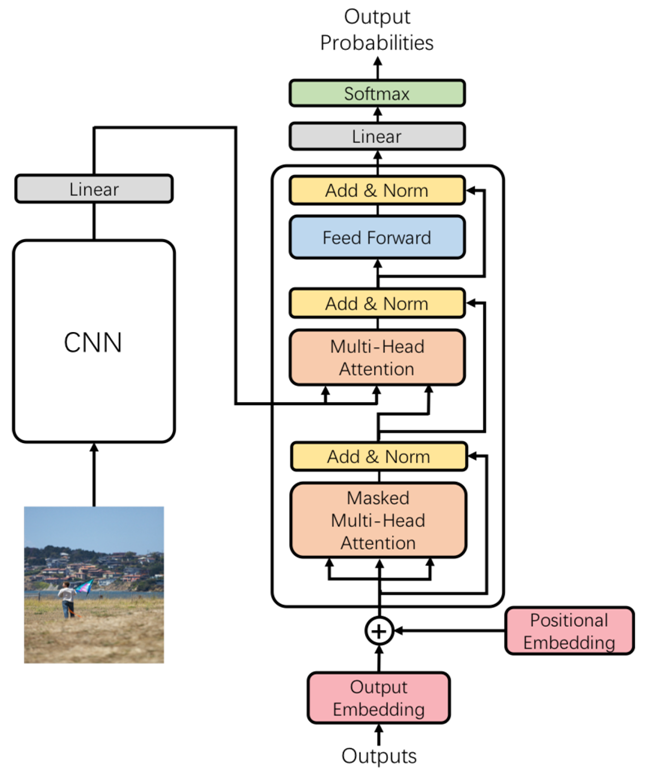 Output
Probabilities
Softmax
Linear
Add & Norm
Feed Forward
Add & Norm
Multi-Head
Attention
Add & Norm
Masked
Multi-Head
Attention
Linear
CNN
Positional
Embedding
Output
Embedding
Outputs